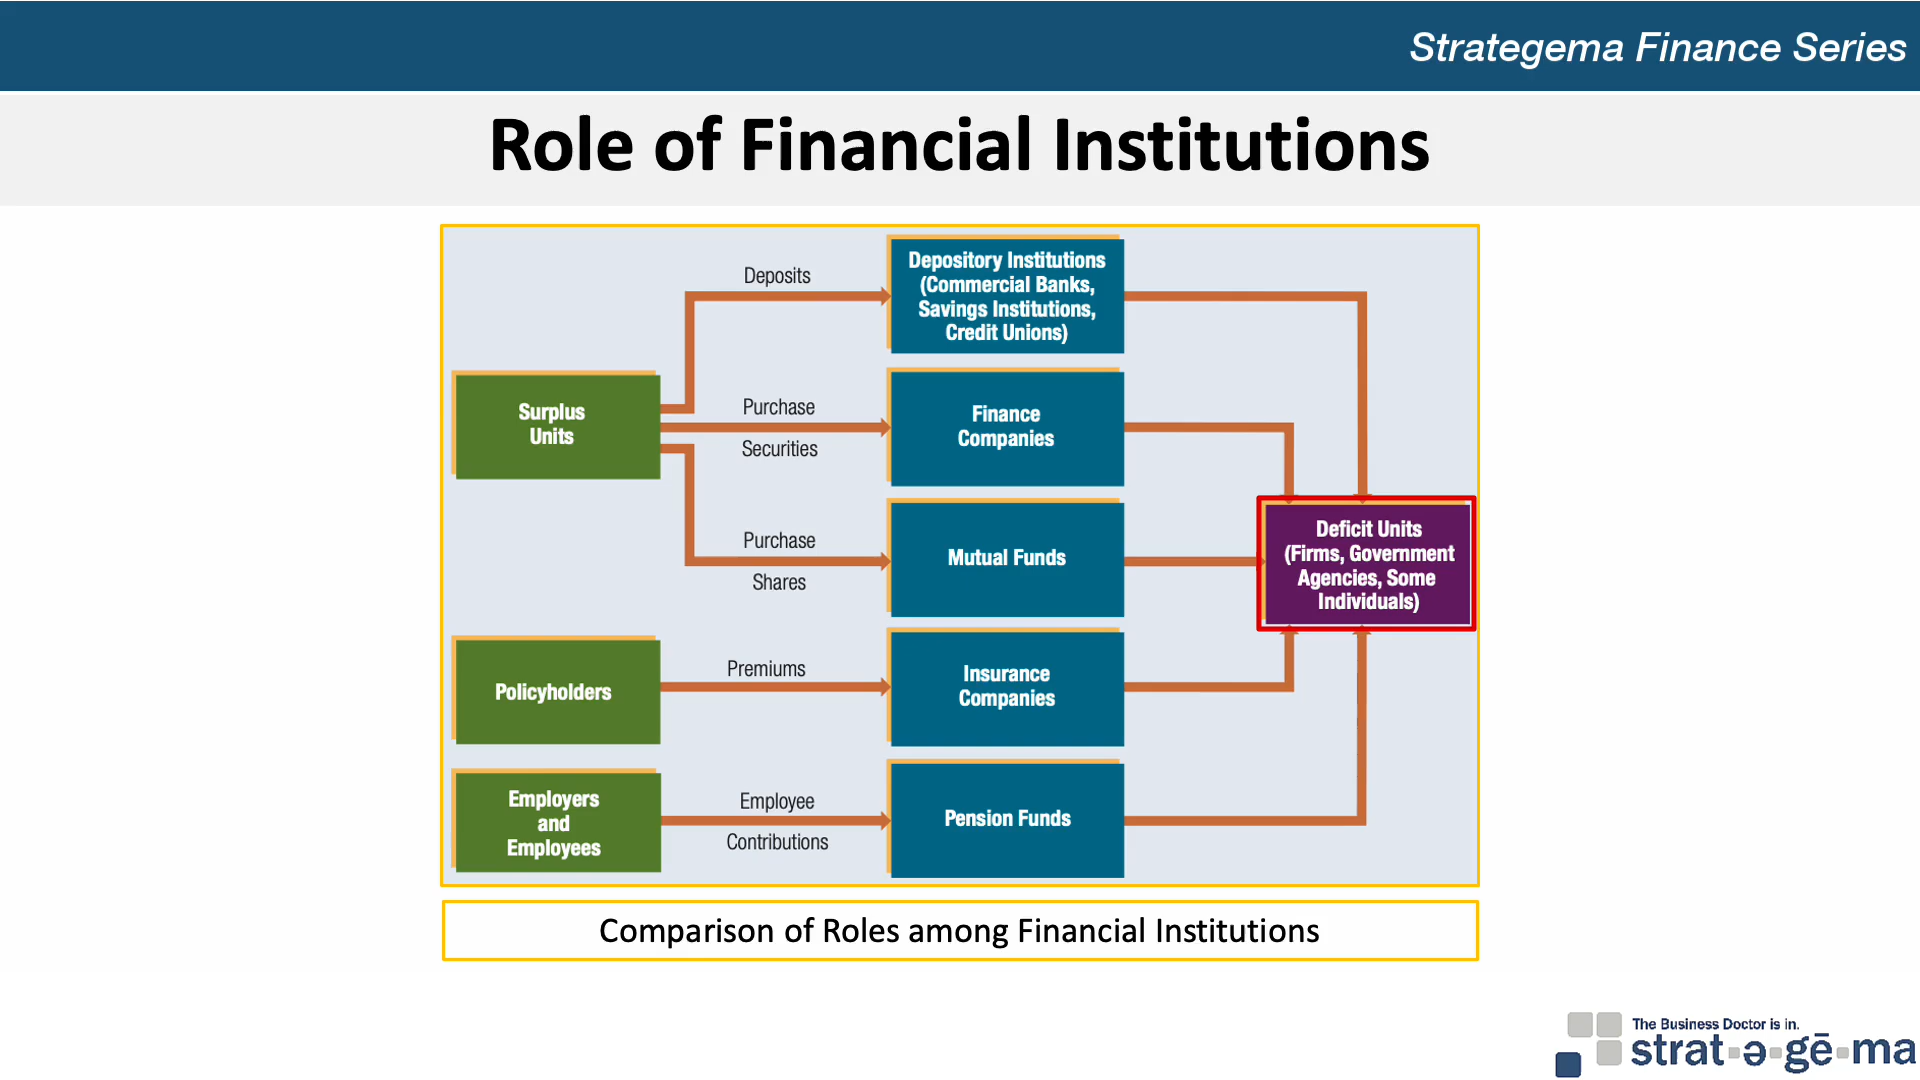 Strategema Finance Series
Role of Financial Institutions
Deposits
Depository Institutions
(Commercial Banks,
Savings Institutions,
Credit Unions)
Surplus
Units
Purchase
Securities
Finance
Companies
Purchase
Shares
Mutual Funds
Deficit Units
(Firms, Government
Agencies, Some
Individuals)
Policyholders
Premiums
Insurance
Companies
Employers
and
Employees
Employee
Contributions
Pension Funds
Comparison of Roles among Financial Institutions
The Business Doctor is in.
strat-ə-gē-ma